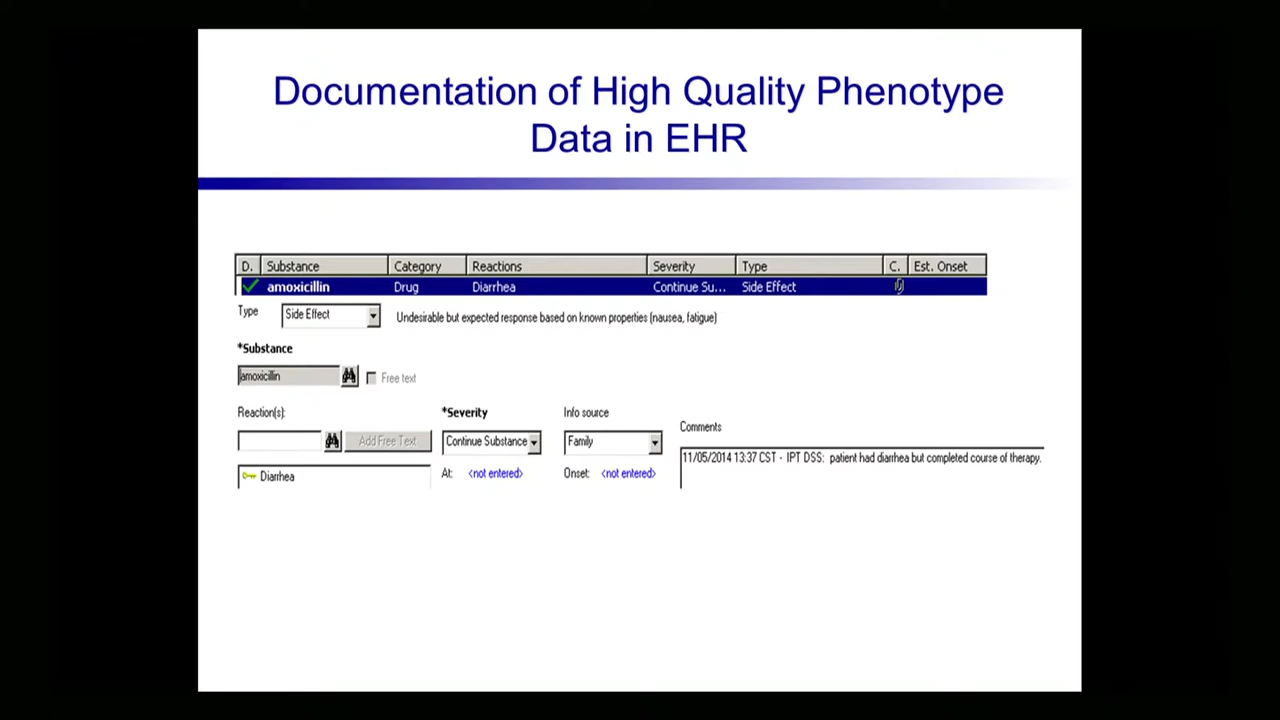 Documentation of High Quality Phenotype
Data in EHR
D. Substance Category Reactions Severity Type C. Est. Onset
amoxicillin Drug Diarrhea Continue Su... Side Effect
Type Side Effect Undesirable but expected response based on known properties (nausea, fatigue)
*Substance
amoxicillin Free text
Reaction(s): *Severity Info source Comments
Add Free Text Continue Substance Family 11/05/2014 13:37 CST - IPT DSS: patient had diarrhea but completed course of therapy.
Diarrhea At: <not entered> Onset: <not entered>